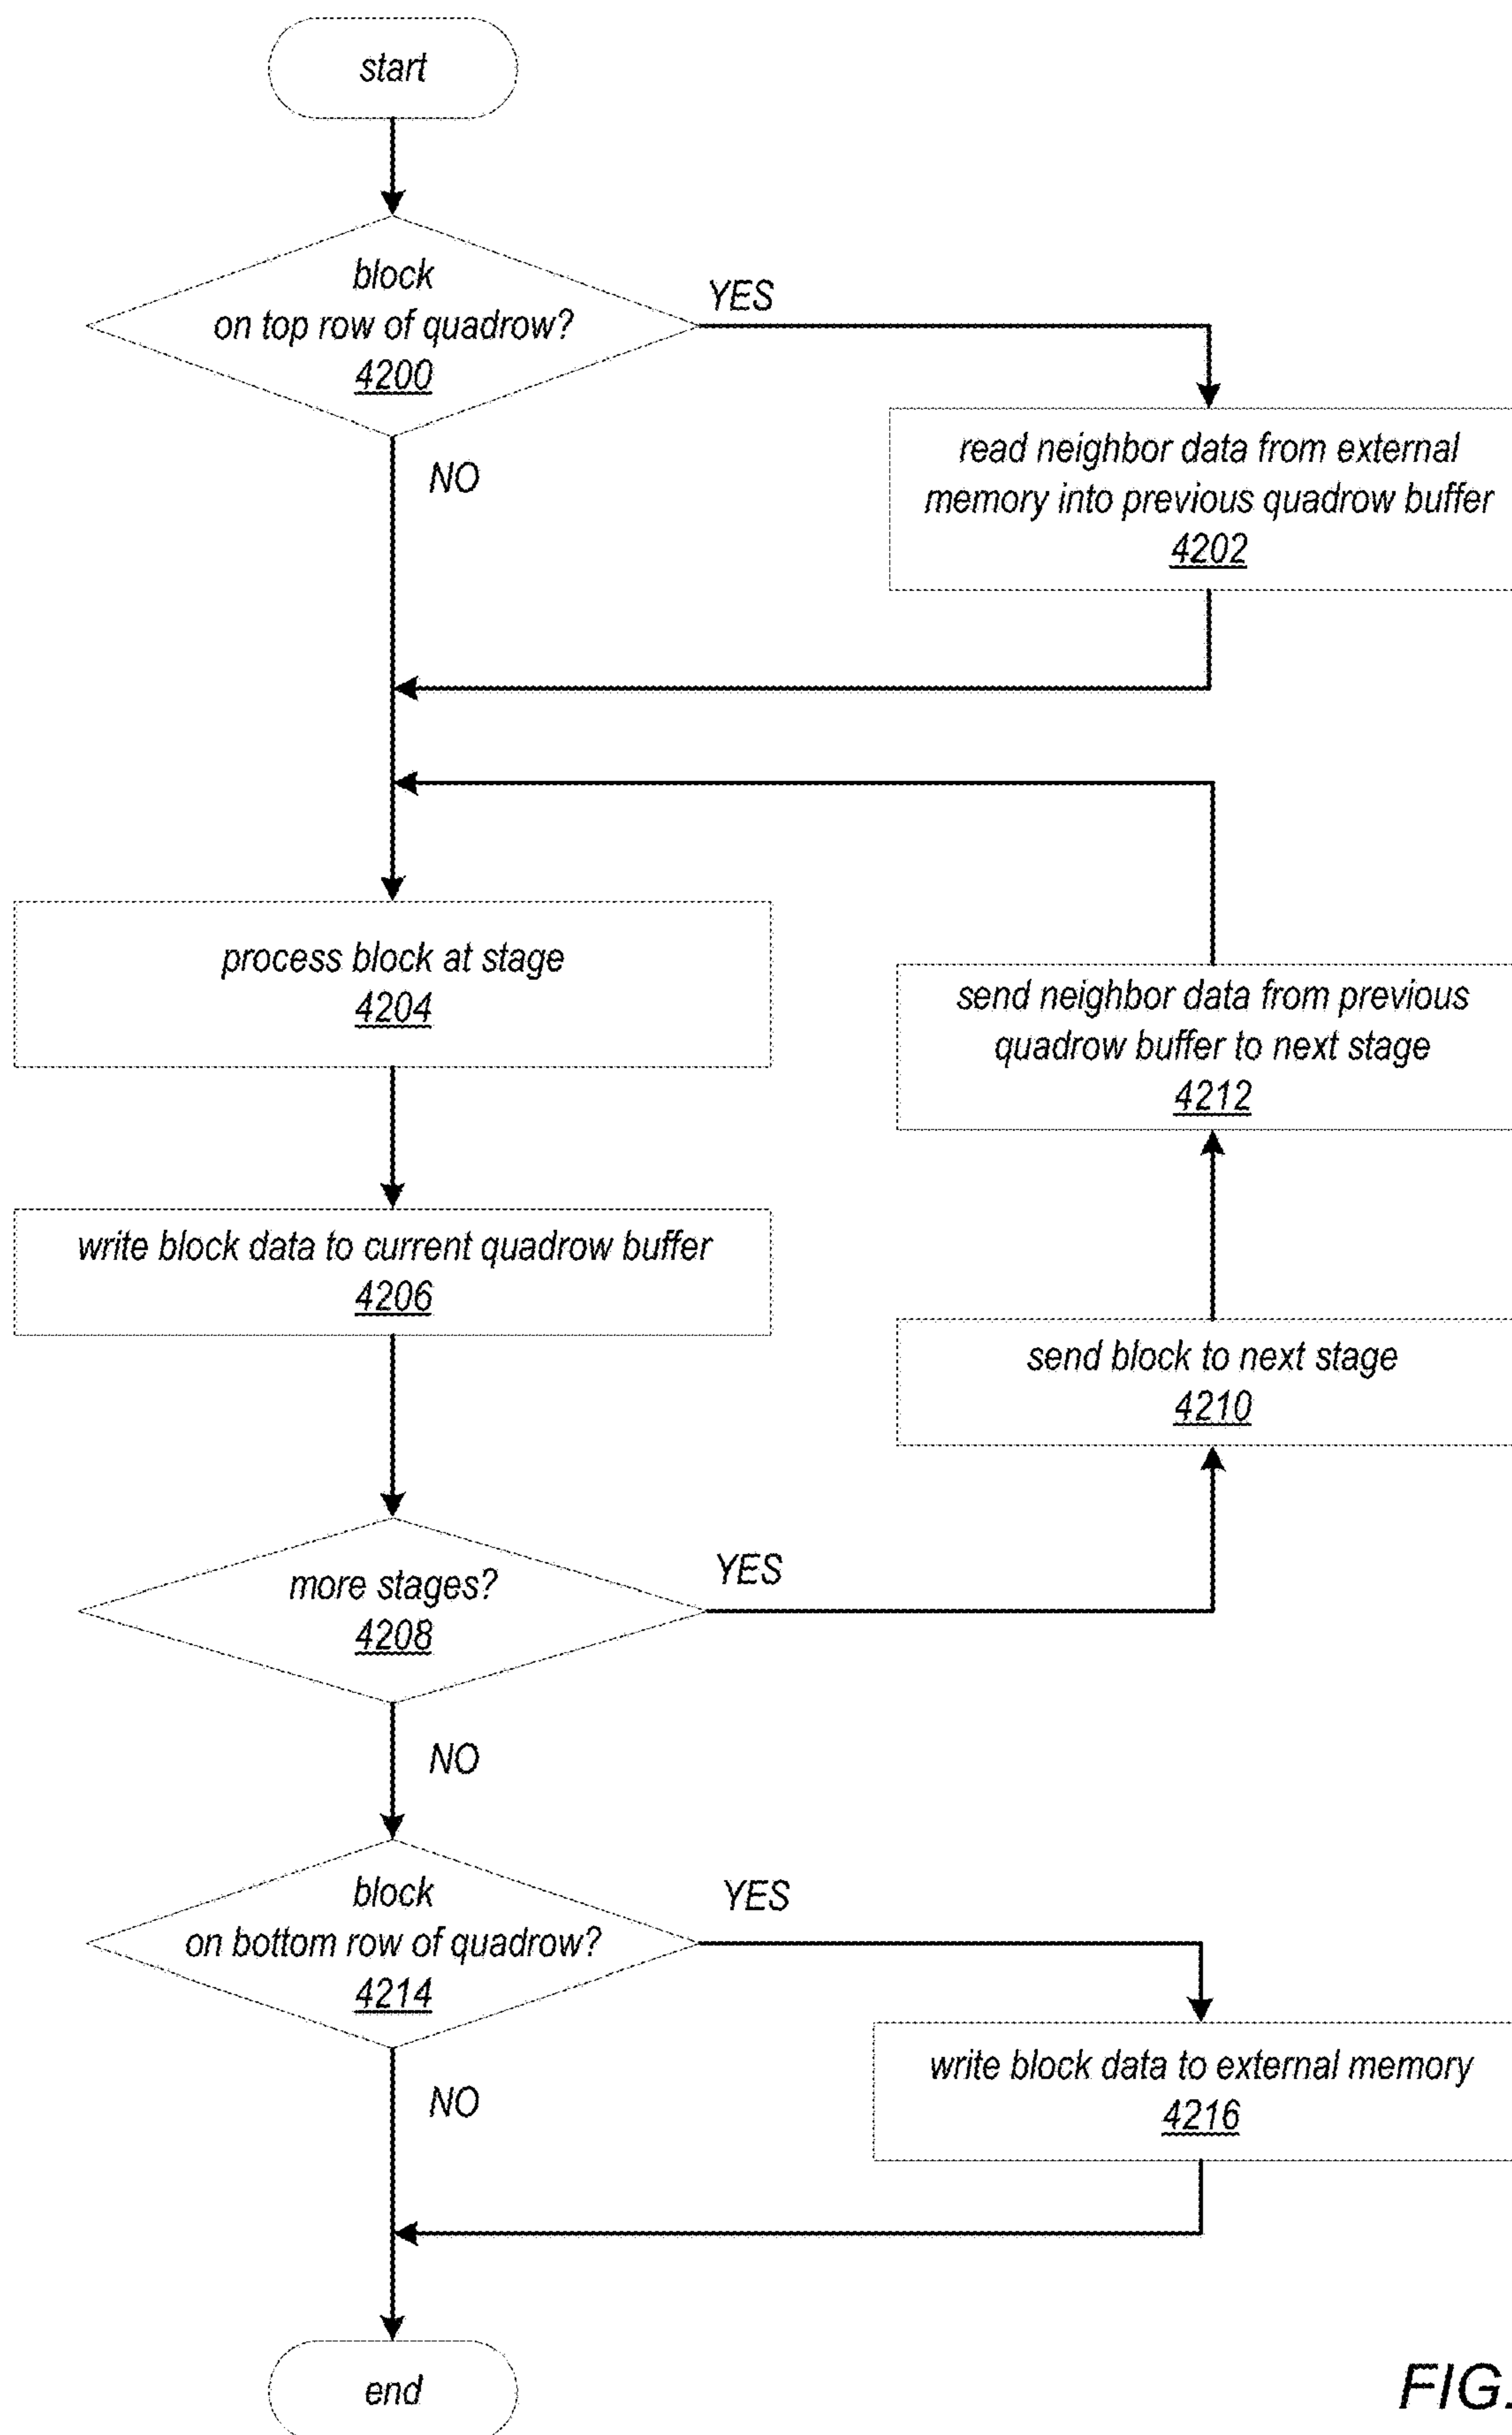 start
block
on top row of quadrow?
4200
YES
NO
read neighbor data from external
memory into previous quadrow buffer
4202
process block at stage
4204
send neighbor data from previous
quadrow buffer to next stage
4212
write block data to current quadrow buffer
4206
send block to next stage
4210
more stages?
4208
YES
NO
block
on bottom row of quadrow?
4214
YES
NO
write block data to external memory
4216
end
FIG.